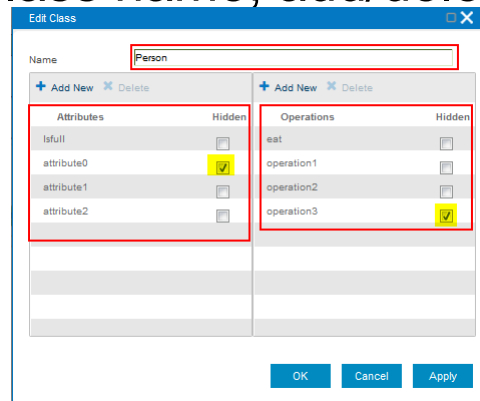 Edit Class
Name Person
Add New Delete Add New Delete
Attributes Hidden Operations Hidden
Isfull eat
attribute0 operation1
attribute1 operation2
attribute2 operation3
OK Cancel Apply